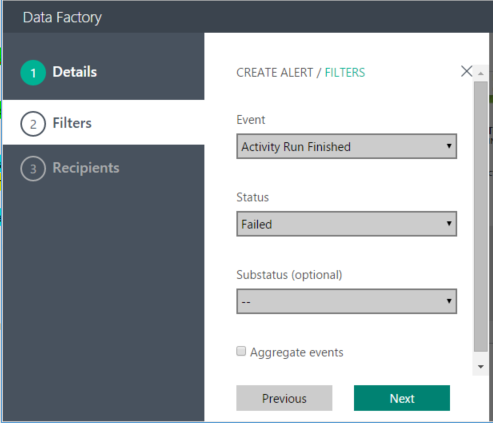 Data Factory
1 Details
2 Filters
3 Recipients
CREATE ALERT / FILTERS
Event
Activity Run Finished
Status
Failed
Substatus (optional)
--
Aggregate events
Previous
Next